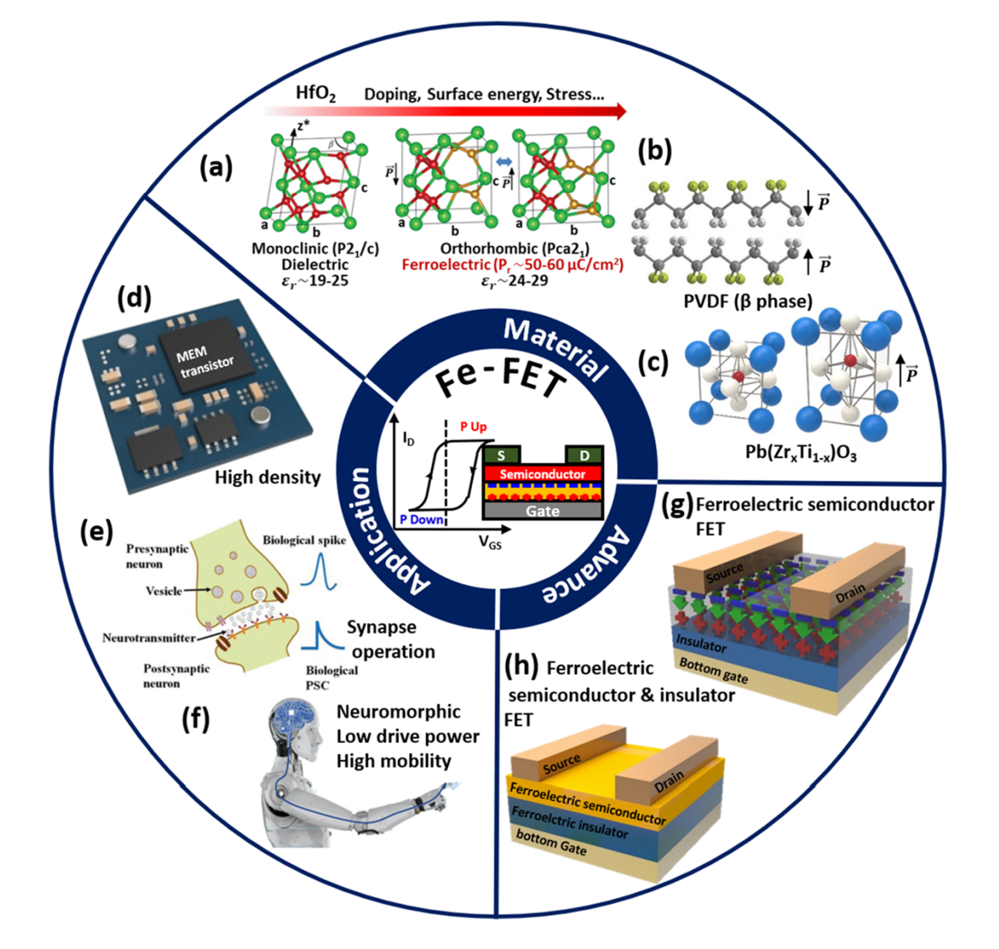 HfO₂ Doping, Surface energy, Stress...
(a)
z*
β
c
a
b
P⃗
c
P⃗
a
b
c
a
b
Monoclinic (P2₁/c)
Dielectric
εᵣ~19-25
Orthorhombic (Pca2₁)
Ferroelectric (Pᵣ ~50-60 μC/cm²)
εᵣ~24-29
(b)
P⃗
P⃗
PVDF (β phase)
(c)
P⃗
Pb(ZrₓTi₁₋ₓ)O₃
(d)
MEM
transistor
High density
Material
Fe-FET
Application
Advance
I_D
P Up
P Down
V_GS
S
D
Semiconductor
Gate
(e)
Presynaptic
neuron
Vesicle
Neurotransmitter
Postsynaptic
neuron
Biological spike
Synapse
operation
Biological
PSC
(f)
Neuromorphic
Low drive power
High mobility
(g) Ferroelectric semiconductor
FET
Source
Drain
Insulator
Bottom gate
(h) Ferroelectric
semiconductor & insulator
FET
Source
Drain
Ferroelectric semiconductor
Ferroelctric insulator
bottom Gate